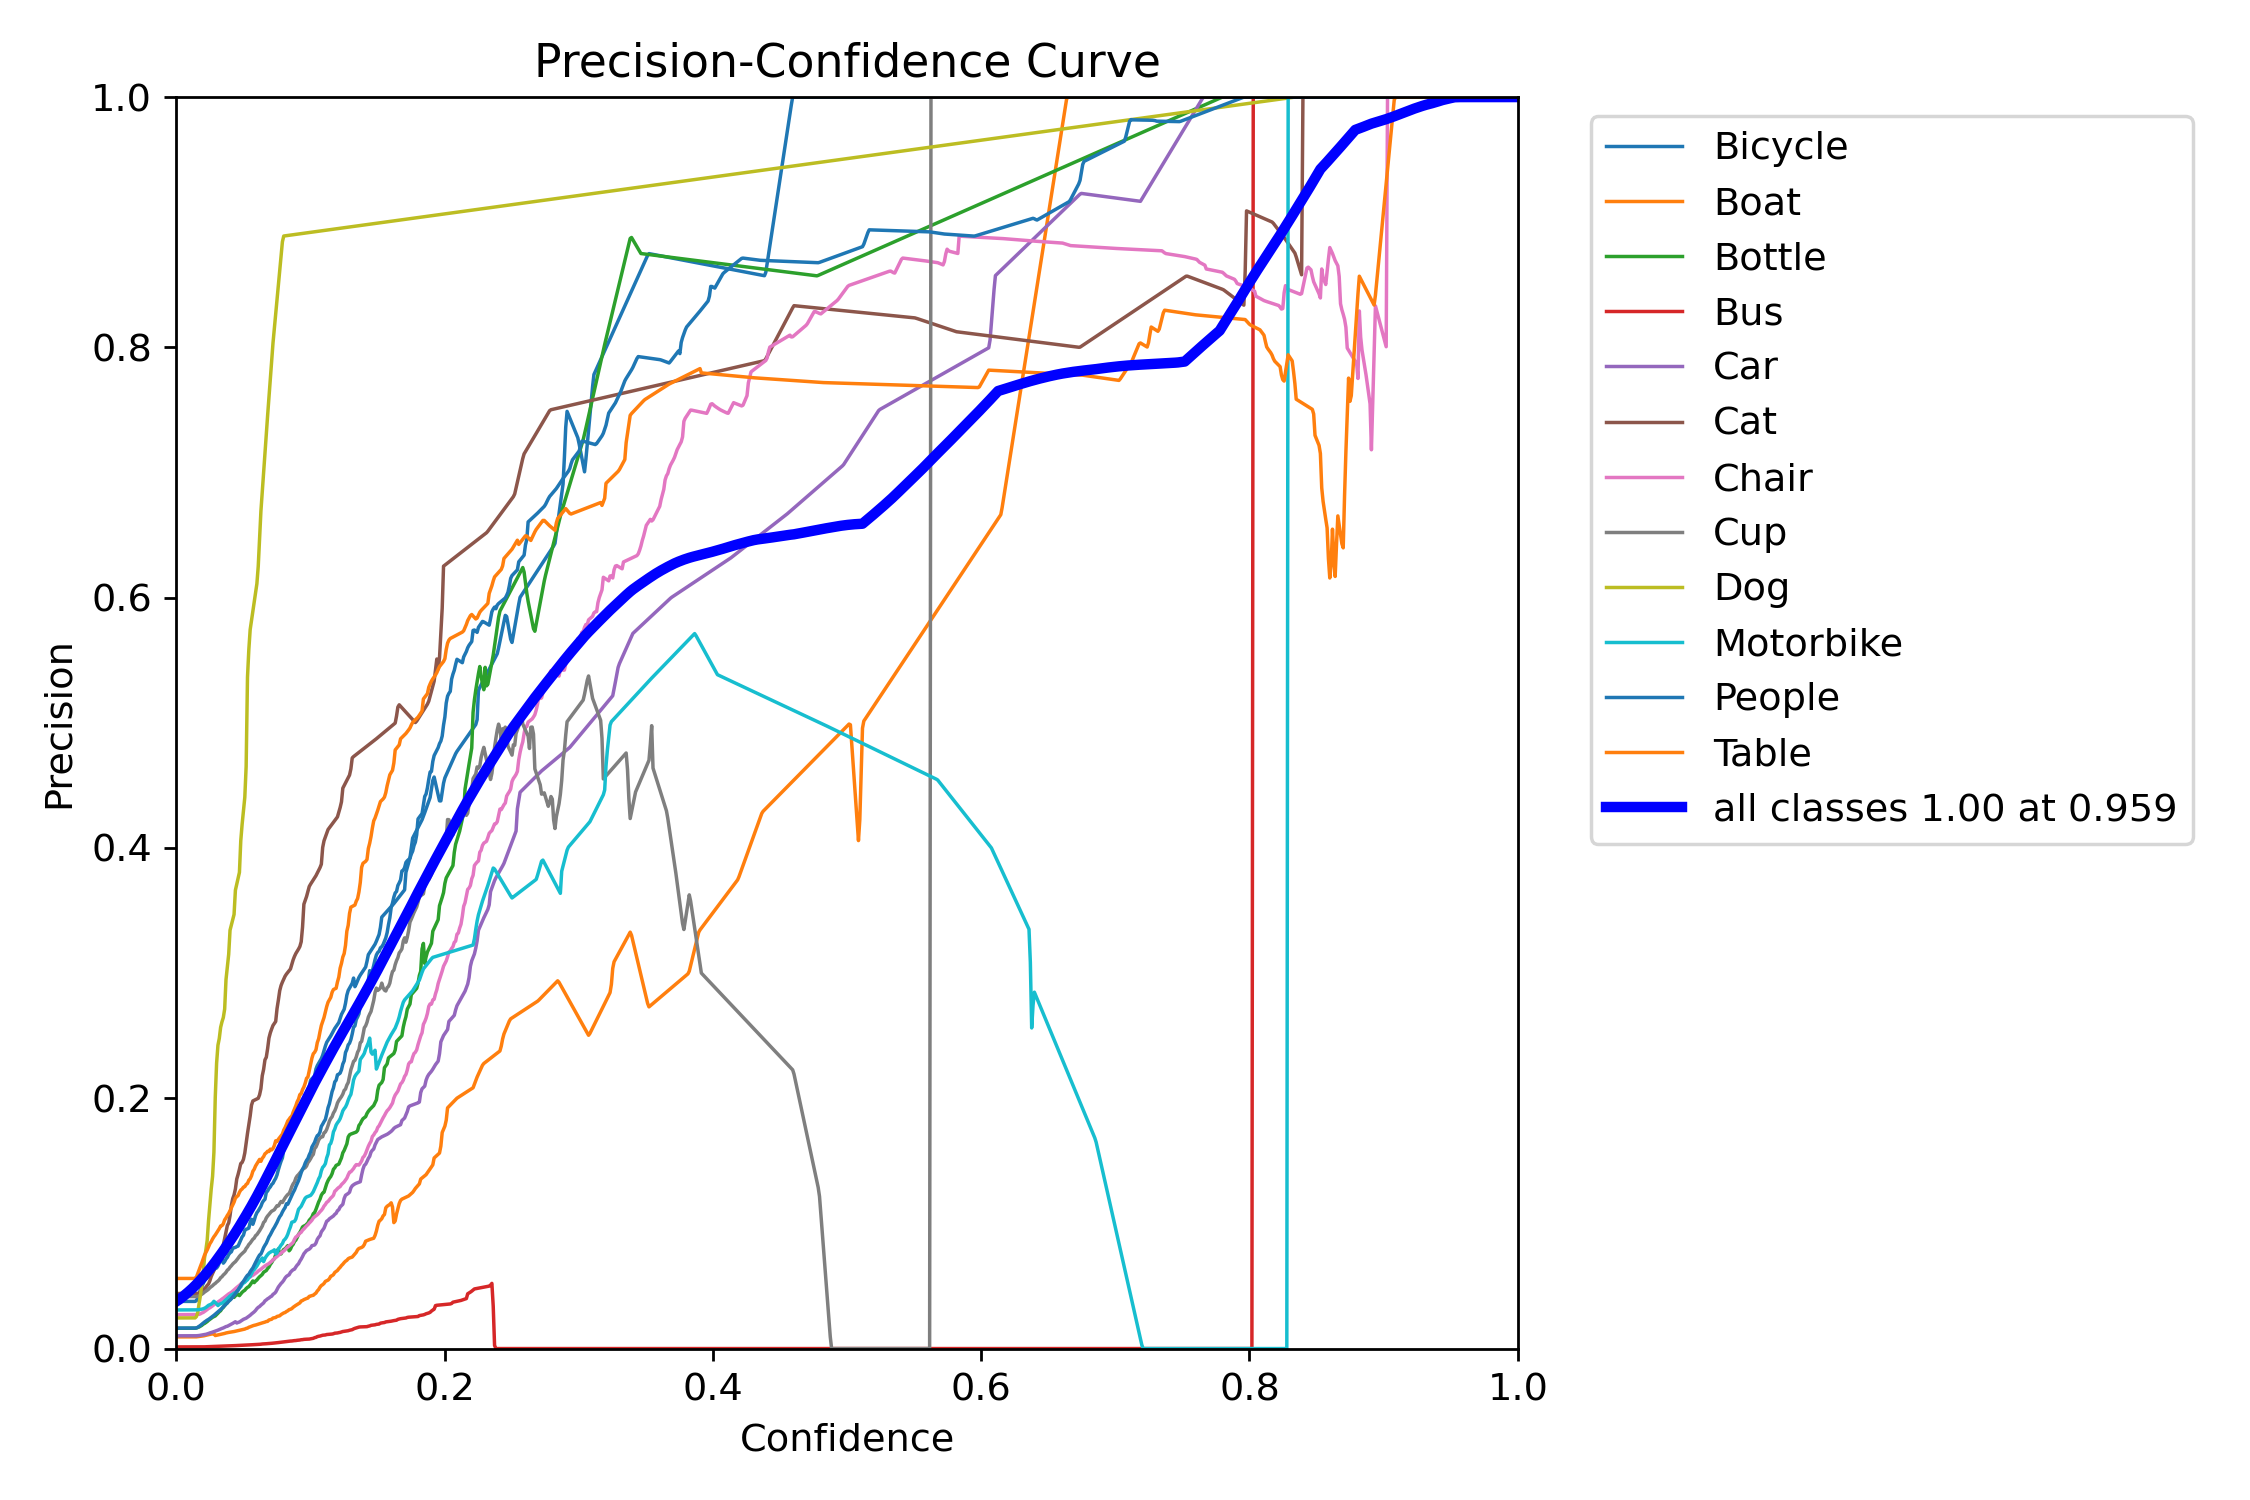 Precision-Confidence Curve
1.0
0.8
0.6
0.4
0.2
0.0
Precision
0.0 0.2 0.4 0.6 0.8 1.0
Confidence
Bicycle
Boat
Bottle
Bus
Car
Cat
Chair
Cup
Dog
Motorbike
People
Table
all classes 1.00 at 0.959